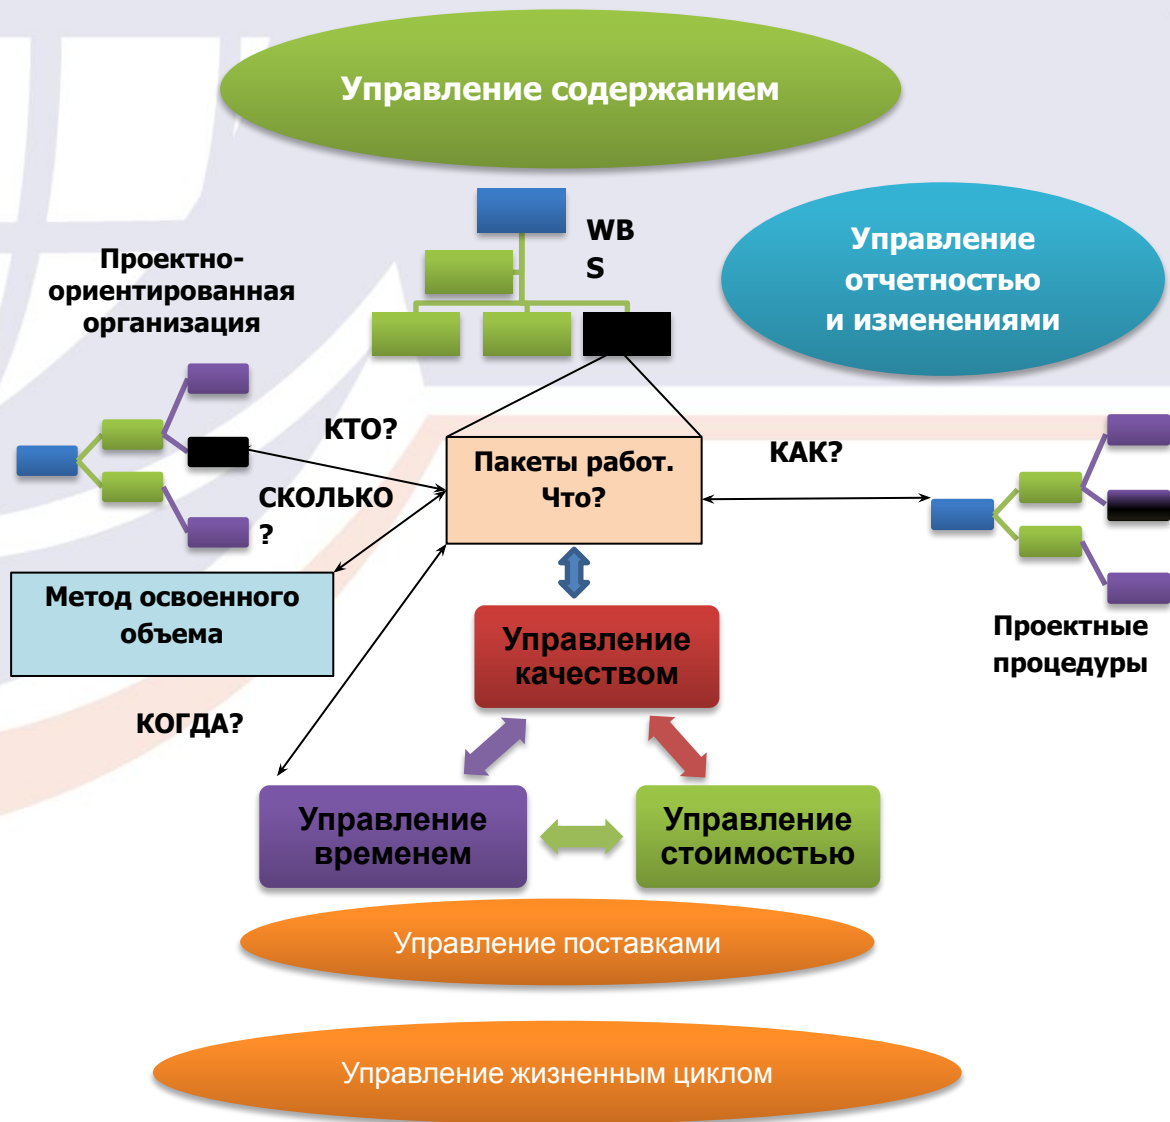 Управление содержанием
WB
S
Управление
отчетностью
и изменениями
Проектно-
ориентированная
организация
КТО?
Пакеты работ.
Что?
КАК?
СКОЛЬКО
?
Метод освоенного
объема
Управление
качеством
Проектные
процедуры
КОГДА?
Управление
временем
Управление
стоимостью
Управление поставками
Управление жизненным циклом